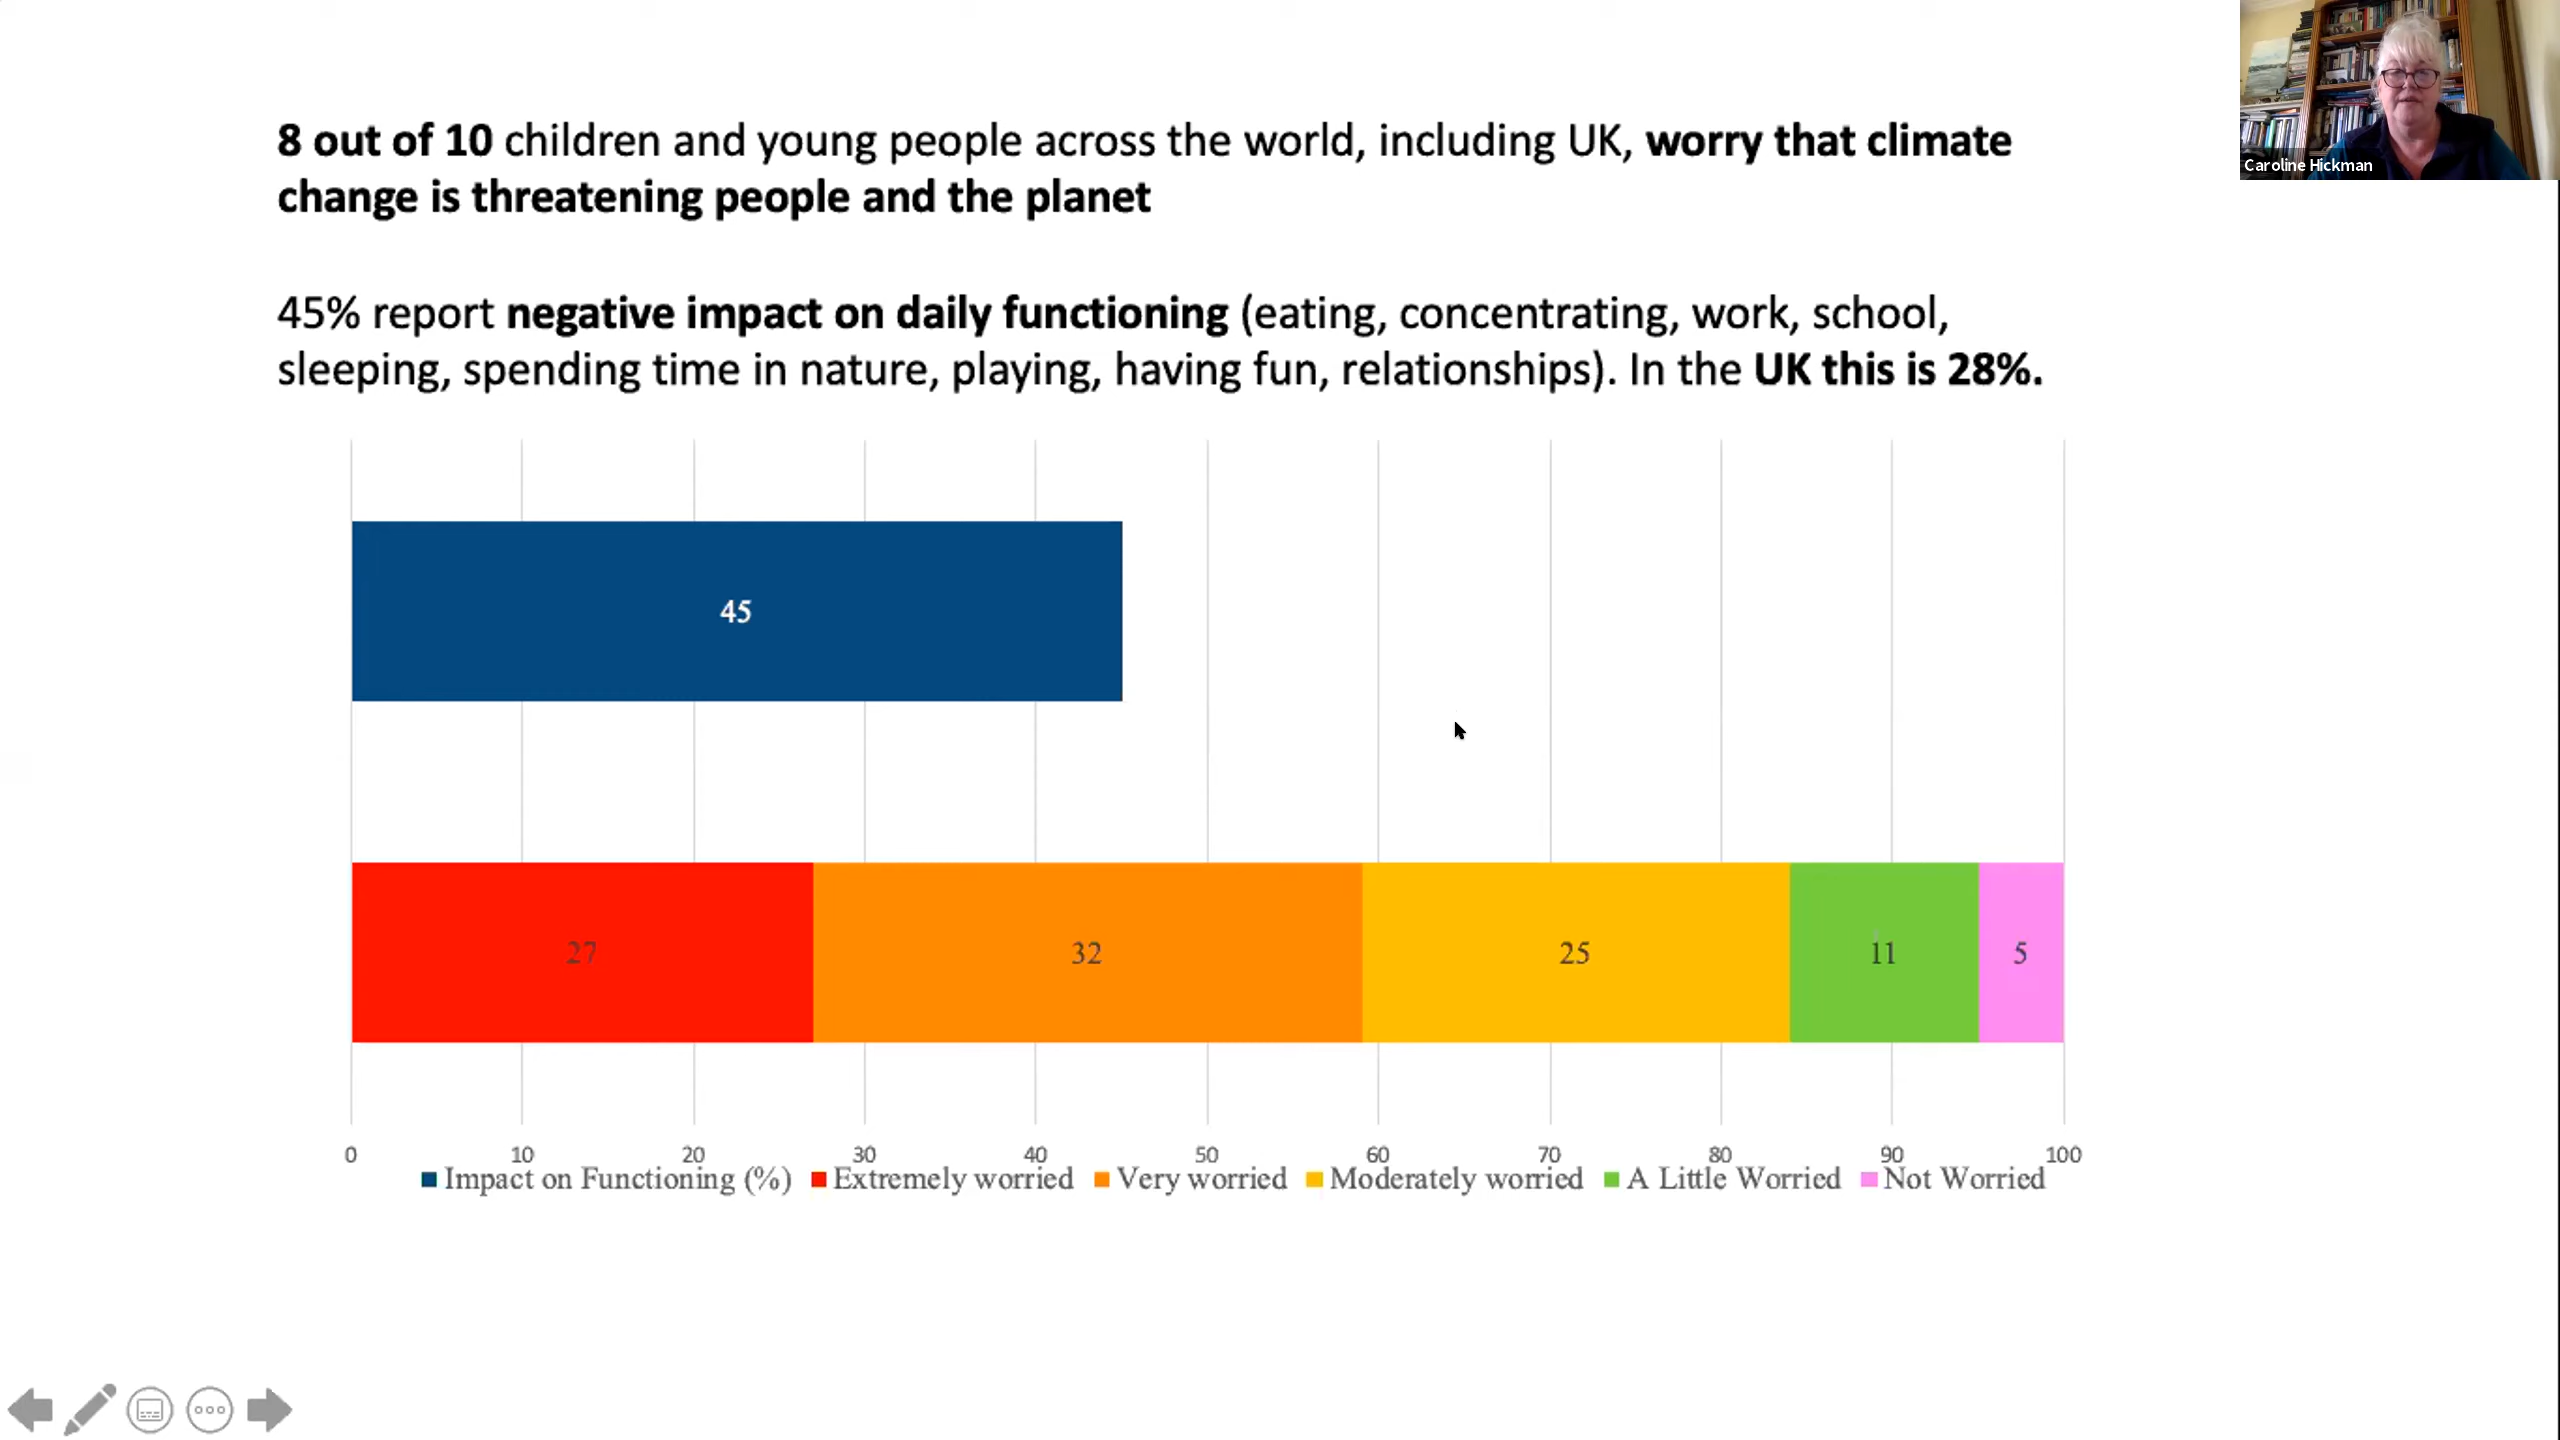 8 out of 10 children and young people across the world, including UK, worry that climate
change is threatening people and the planet
45% report negative impact on daily functioning (eating, concentrating, work, school,
sleeping, spending time in nature, playing, having fun, relationships). In the UK this is 28%.
Caroline Hickman
45
27 32 25 11 5
0 10 20 30 40 50 60 70 80 90 100
Impact on Functioning (%) Extremely worried Very worried Moderately worried A Little Worried Not Worried